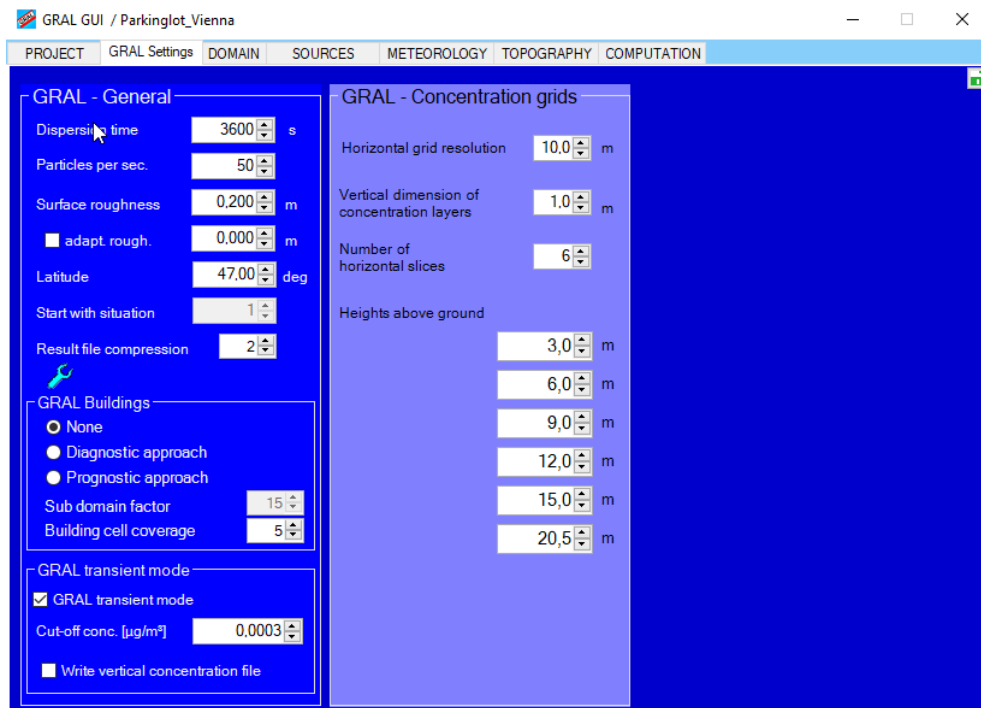 GRAL GUI / Parkinglot_Vienna
PROJECT GRAL Settings DOMAIN SOURCES METEOROLOGY TOPOGRAPHY COMPUTATION
GRAL - General
Dispersion time 3600 s
Particles per sec. 50
Surface roughness 0,200 m
adapt. rough. 0,000 m
Latitude 47,00 deg
Start with situation 1
Result file compression 2
GRAL Buildings
None
Diagnostic approach
Prognostic approach
Sub domain factor 15
Building cell coverage 5
GRAL transient mode
GRAL transient mode
Cut-off conc. [µg/m³] 0,0003
Write vertical concentration file
GRAL - Concentration grids
Horizontal grid resolution 10,0 m
Vertical dimension of
concentration layers 1,0 m
Number of
horizontal slices 6
Heights above ground
3,0 m
6,0 m
9,0 m
12,0 m
15,0 m
20,5 m